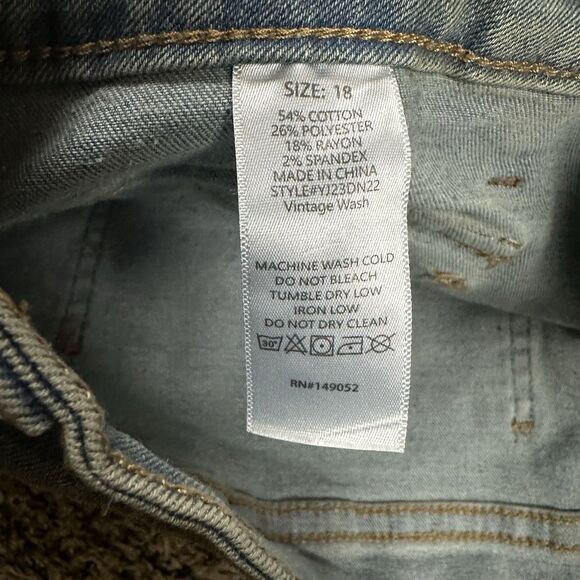 SIZE: 18
54% COTTON
26% POLYESTER
18% RAYON
2% SPANDEX
MADE IN CHINA
STYLE#YJ23DN22
Vintage Wash
MACHINE WASH COLD
DO NOT BLEACH
TUMBLE DRY LOW
IRON LOW
DO NOT DRY CLEAN
30°
RN#149052